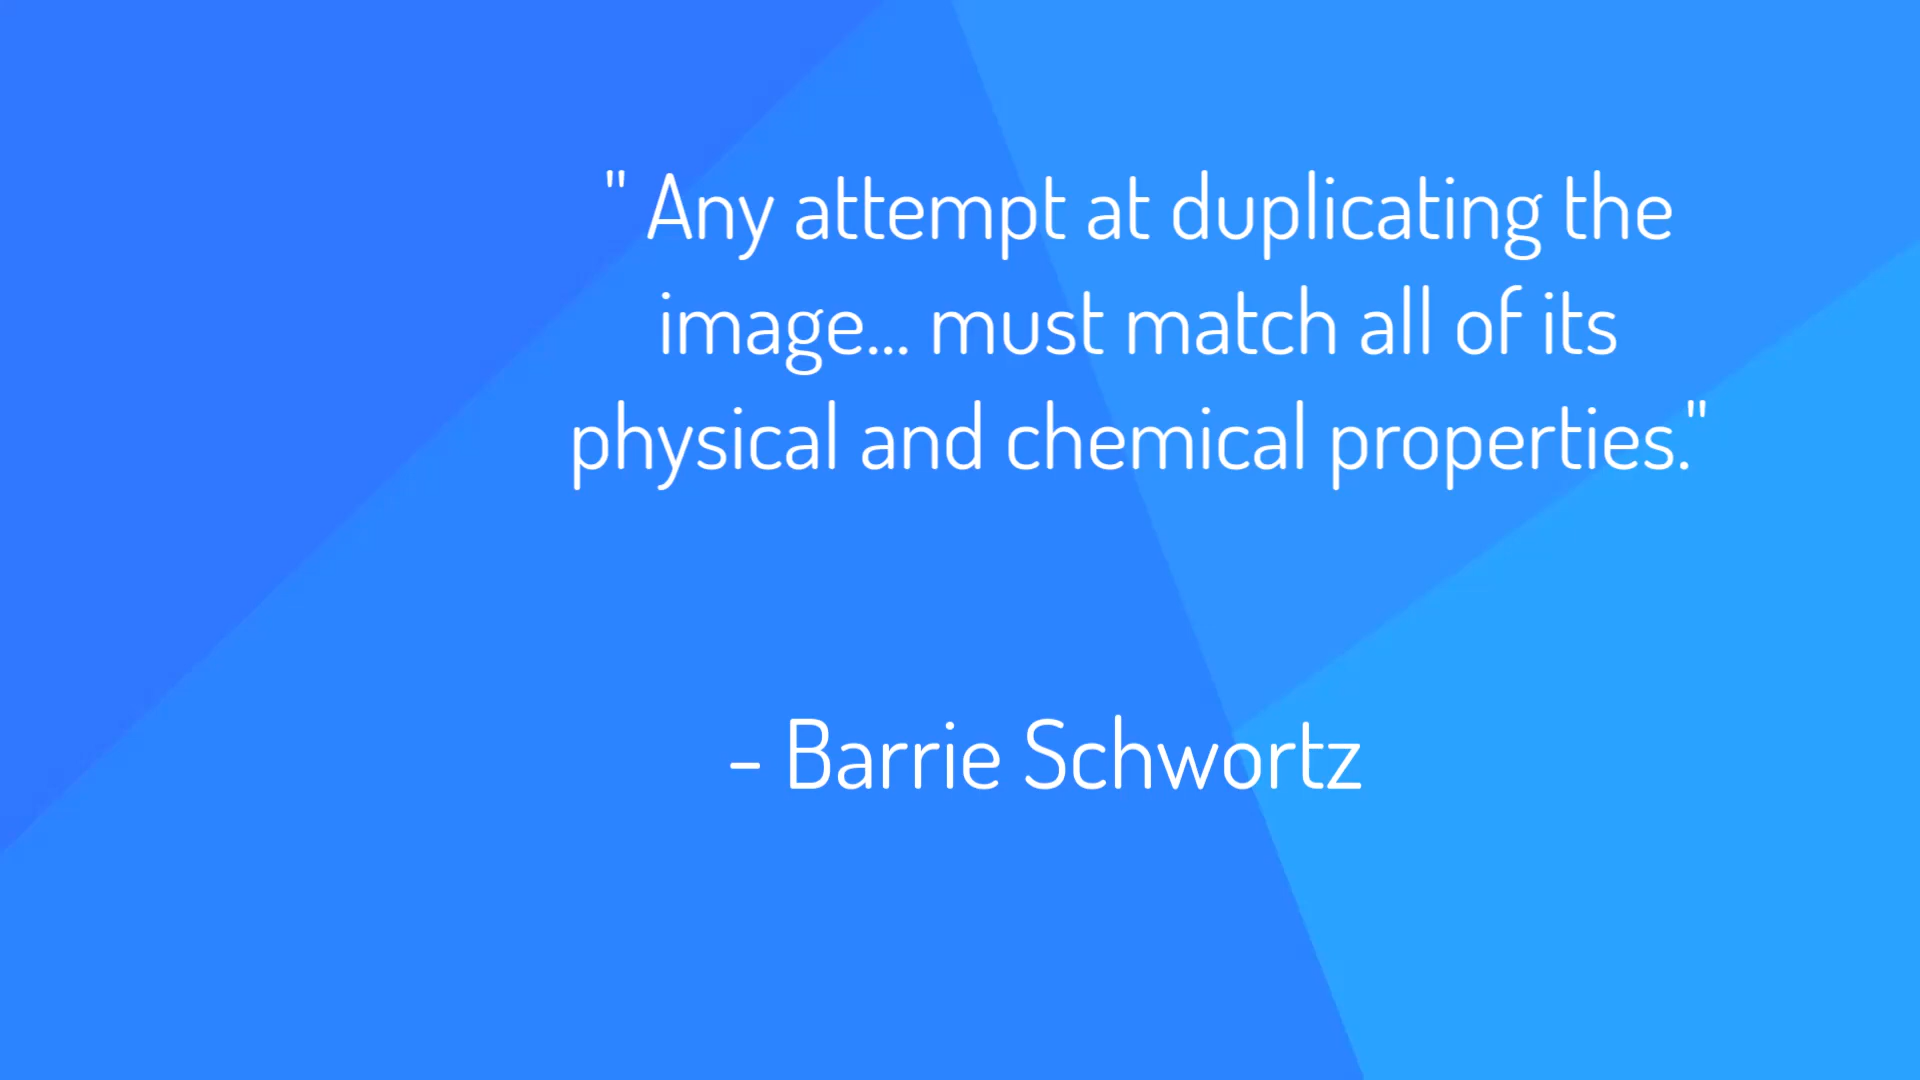 " Any attempt at duplicating the
image... must match all of its
physical and chemical properties."
- Barrie Schwortz